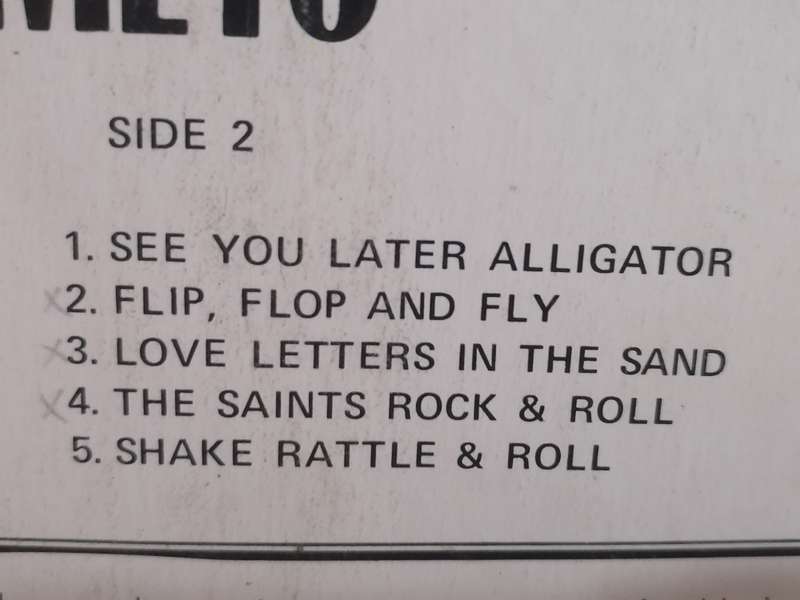 SIDE 2
1. SEE YOU LATER ALLIGATOR
x 2. FLIP, FLOP AND FLY
x 3. LOVE LETTERS IN THE SAND
x 4. THE SAINTS ROCK & ROLL
5. SHAKE RATTLE & ROLL